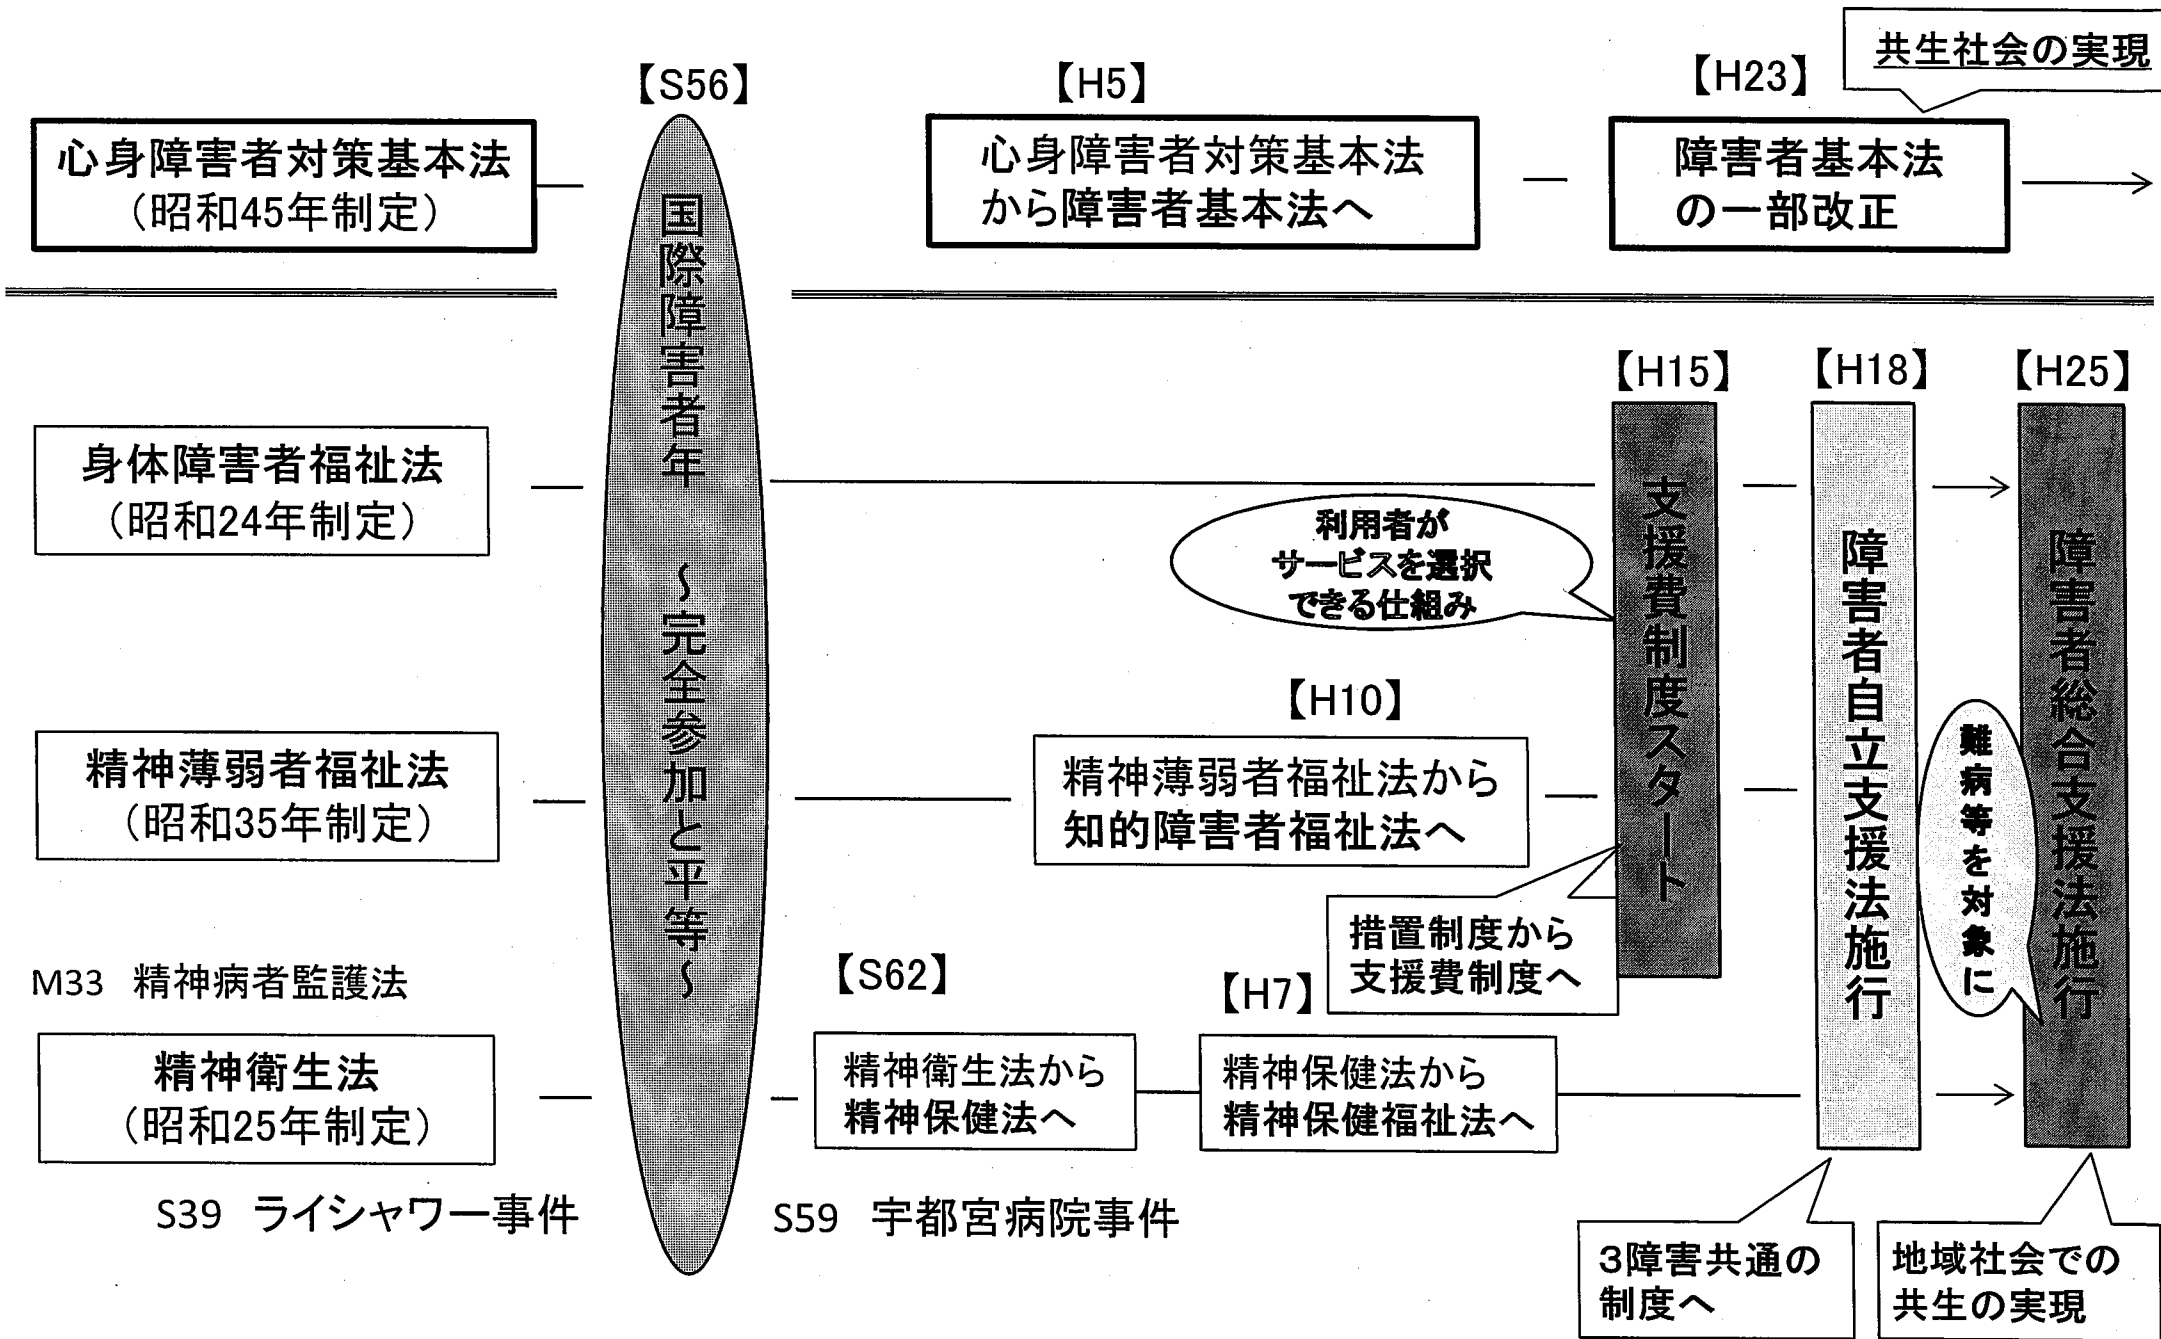 共生社会の実現
【S56】
【H5】
【H23】
心身障害者対策基本法
（昭和45年制定）
心身障害者対策基本法
から障害者基本法へ
障害者基本法
の一部改正
国際障害者年　～完全参加と平等～
【H15】
【H18】
【H25】
身体障害者福祉法
（昭和24年制定）
利用者が
サービスを選択
できる仕組み
支援費制度スタート
障害者自立支援法施行
障害者総合支援法施行
難病等を対象に
【H10】
精神薄弱者福祉法
（昭和35年制定）
精神薄弱者福祉法から
知的障害者福祉法へ
措置制度から
支援費制度へ
M33　精神病者監護法
【S62】
【H7】
精神衛生法
（昭和25年制定）
精神衛生法から
精神保健法へ
精神保健法から
精神保健福祉法へ
S39　ライシャワー事件
S59　宇都宮病院事件
3障害共通の
制度へ
地域社会での
共生の実現